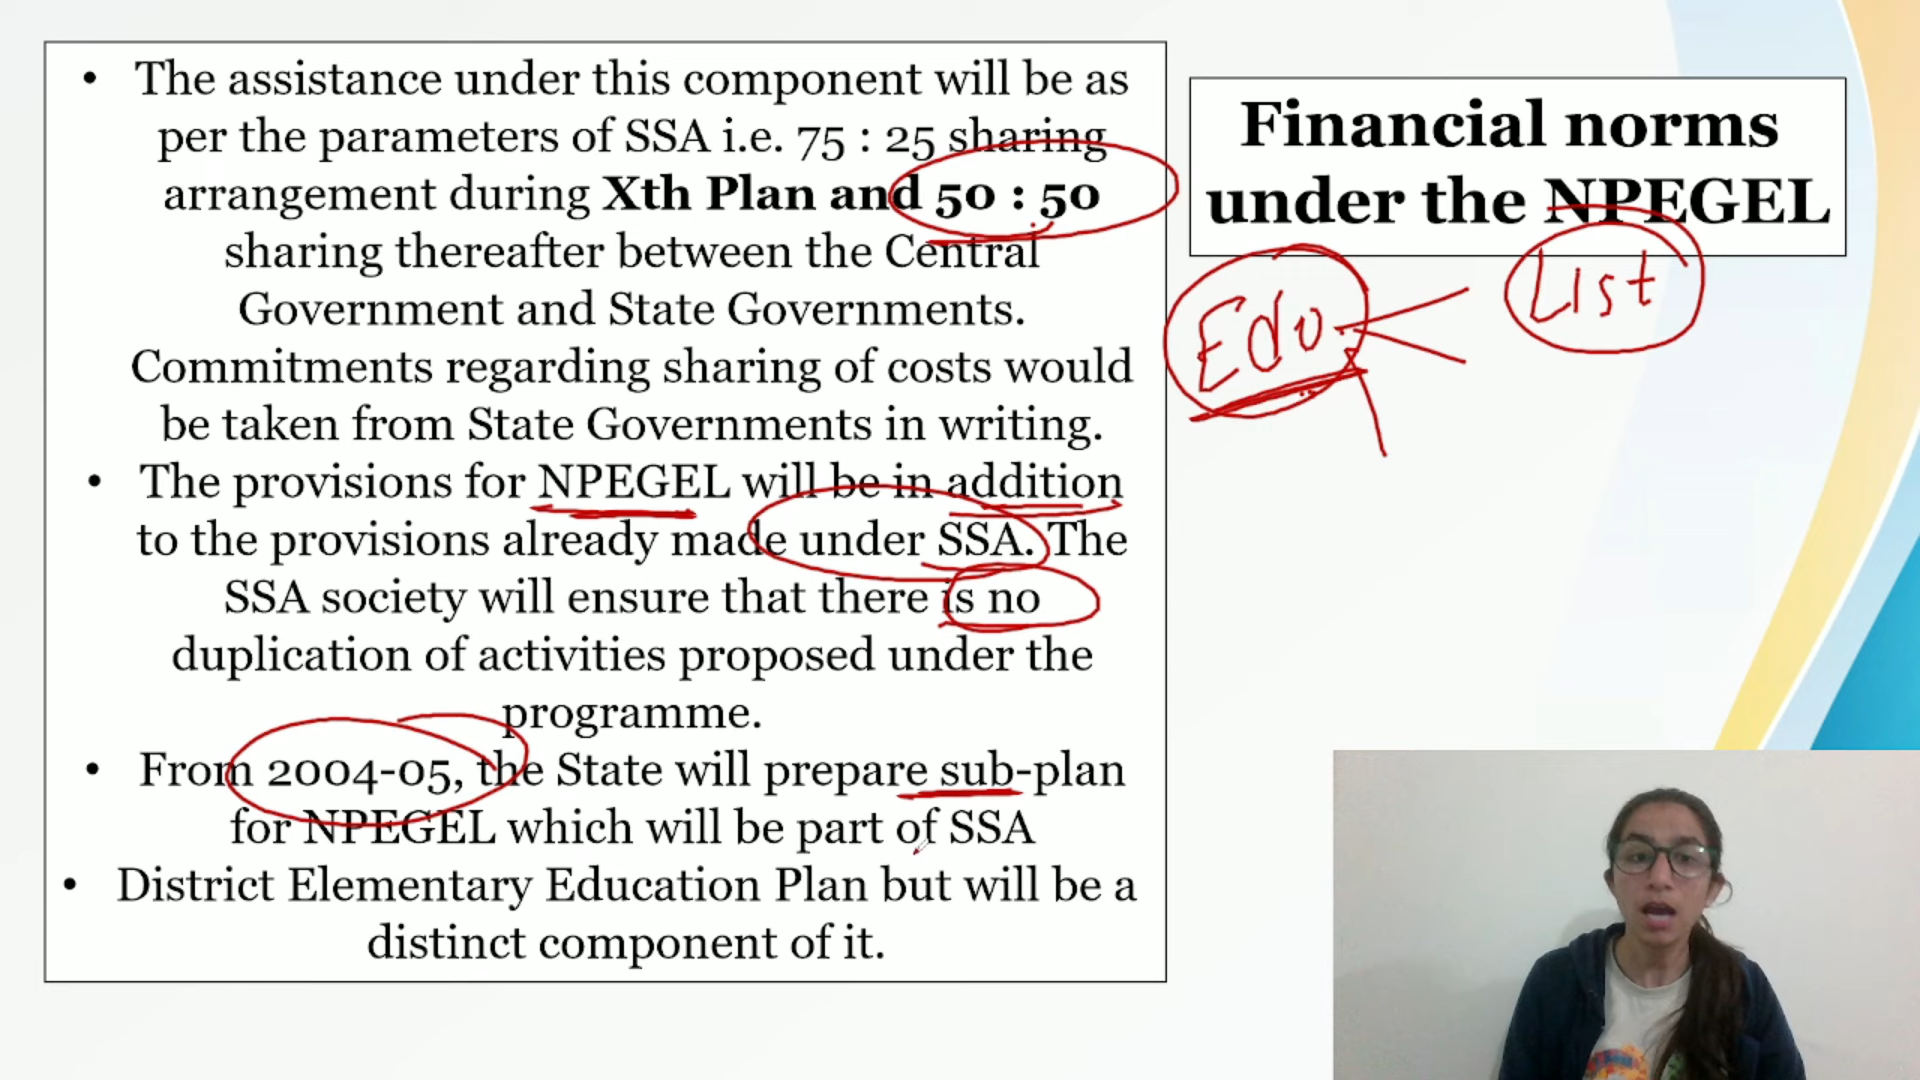 • The assistance under this component will be as
per the parameters of SSA i.e. 75 : 25 sharing
arrangement during Xth Plan and 50 : 50
sharing thereafter between the Central
Government and State Governments.
Commitments regarding sharing of costs would
be taken from State Governments in writing.
• The provisions for NPEGEL will be in addition
to the provisions already made under SSA. The
SSA society will ensure that there is no
duplication of activities proposed under the
programme.
• From 2004-05, the State will prepare sub-plan
for NPEGEL which will be part of SSA
• District Elementary Education Plan but will be a
distinct component of it.
Financial norms
under the NPEGEL
List
Edu